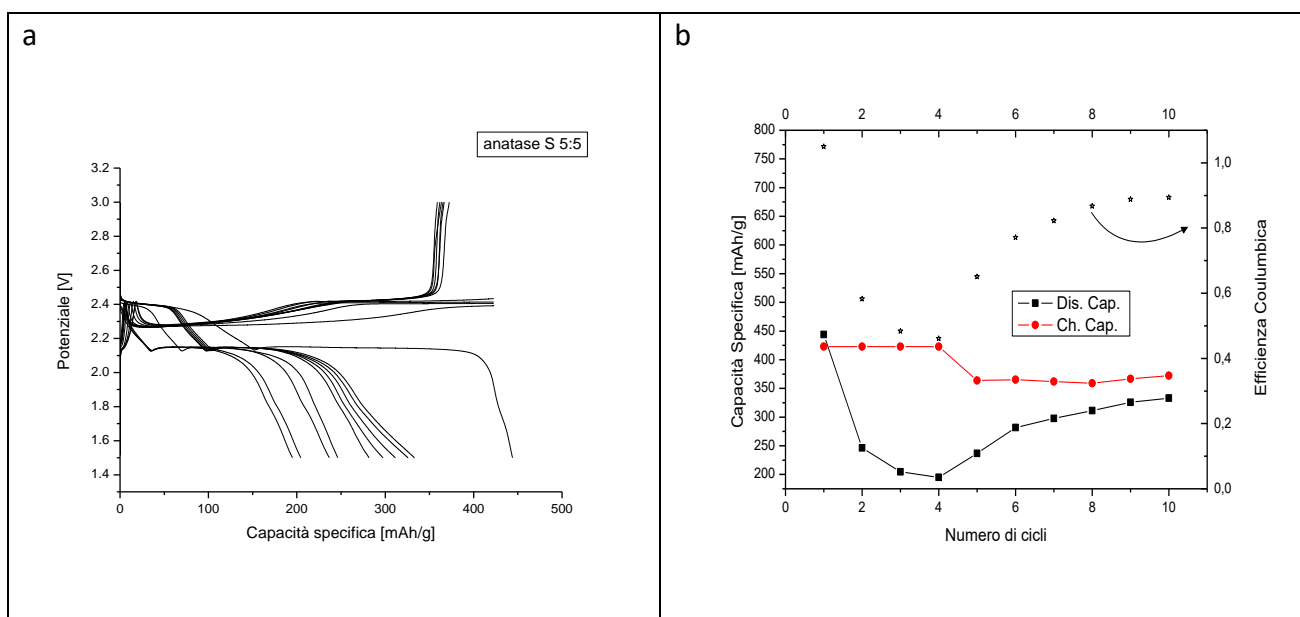 a
anatase S 5:5
3.2
3.0
2.8
2.6
2.4
2.2
2.0
1.8
1.6
1.4
Potenziale [V]
0 100 200 300 400 500
Capacità specifica [mAh/g]
b
0 2 4 6 8 10
800
750
700
650
600
550
500
450
400
350
300
250
200
Capacità Specifica [mAh/g]
Dis. Cap.
Ch. Cap.
1,0
0,8
0,6
0,4
0,2
0,0
Efficienza Coulumbica
0 2 4 6 8 10
Numero di cicli